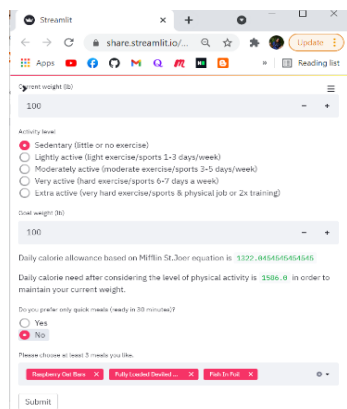 Streamlit
share.streamlit.io/...
Update
Apps
Reading list
Current weight (lb)
100
Activity level
Sedentary (little or no exercise)
Lightly active (light exercise/sports 1-3 days/week)
Moderately active (moderate exercise/sports 3-5 days/week)
Very active (hard exercise/sports 6-7 days a week)
Extra active (very hard exercise/sports & physical job or 2x training)
Goal weight (lb)
100
Daily calorie allowance based on Mifflin St.Joer equation is 1322.0454545454545
Daily calorie need after considering the level of physical activity is 1586.0 in order to
maintain your current weight.
Do you prefer only quick meals (ready in 30 minutes)?
Yes
No
Please choose at least 3 meals you like.
Raspberry Oat Bars Fully Loaded Deviled ... Fish In Foil
Submit